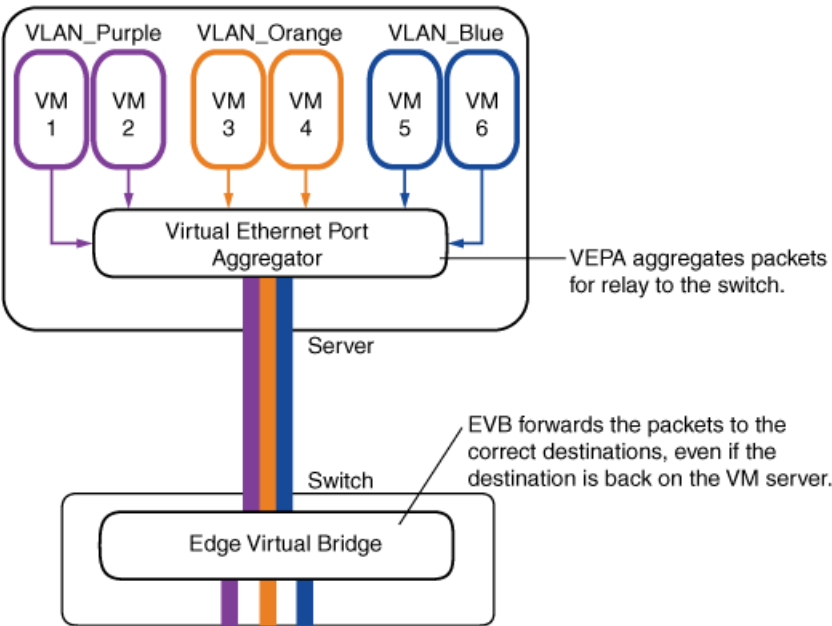 VLAN_Purple VLAN_Orange VLAN_Blue
VM VM VM VM VM VM
1 2 3 4 5 6
Virtual Ethernet Port
Aggregator
VEPA aggregates packets
for relay to the switch.
Server
EVB forwards the packets to the
correct destinations, even if the
destination is back on the VM server.
Switch
Edge Virtual Bridge